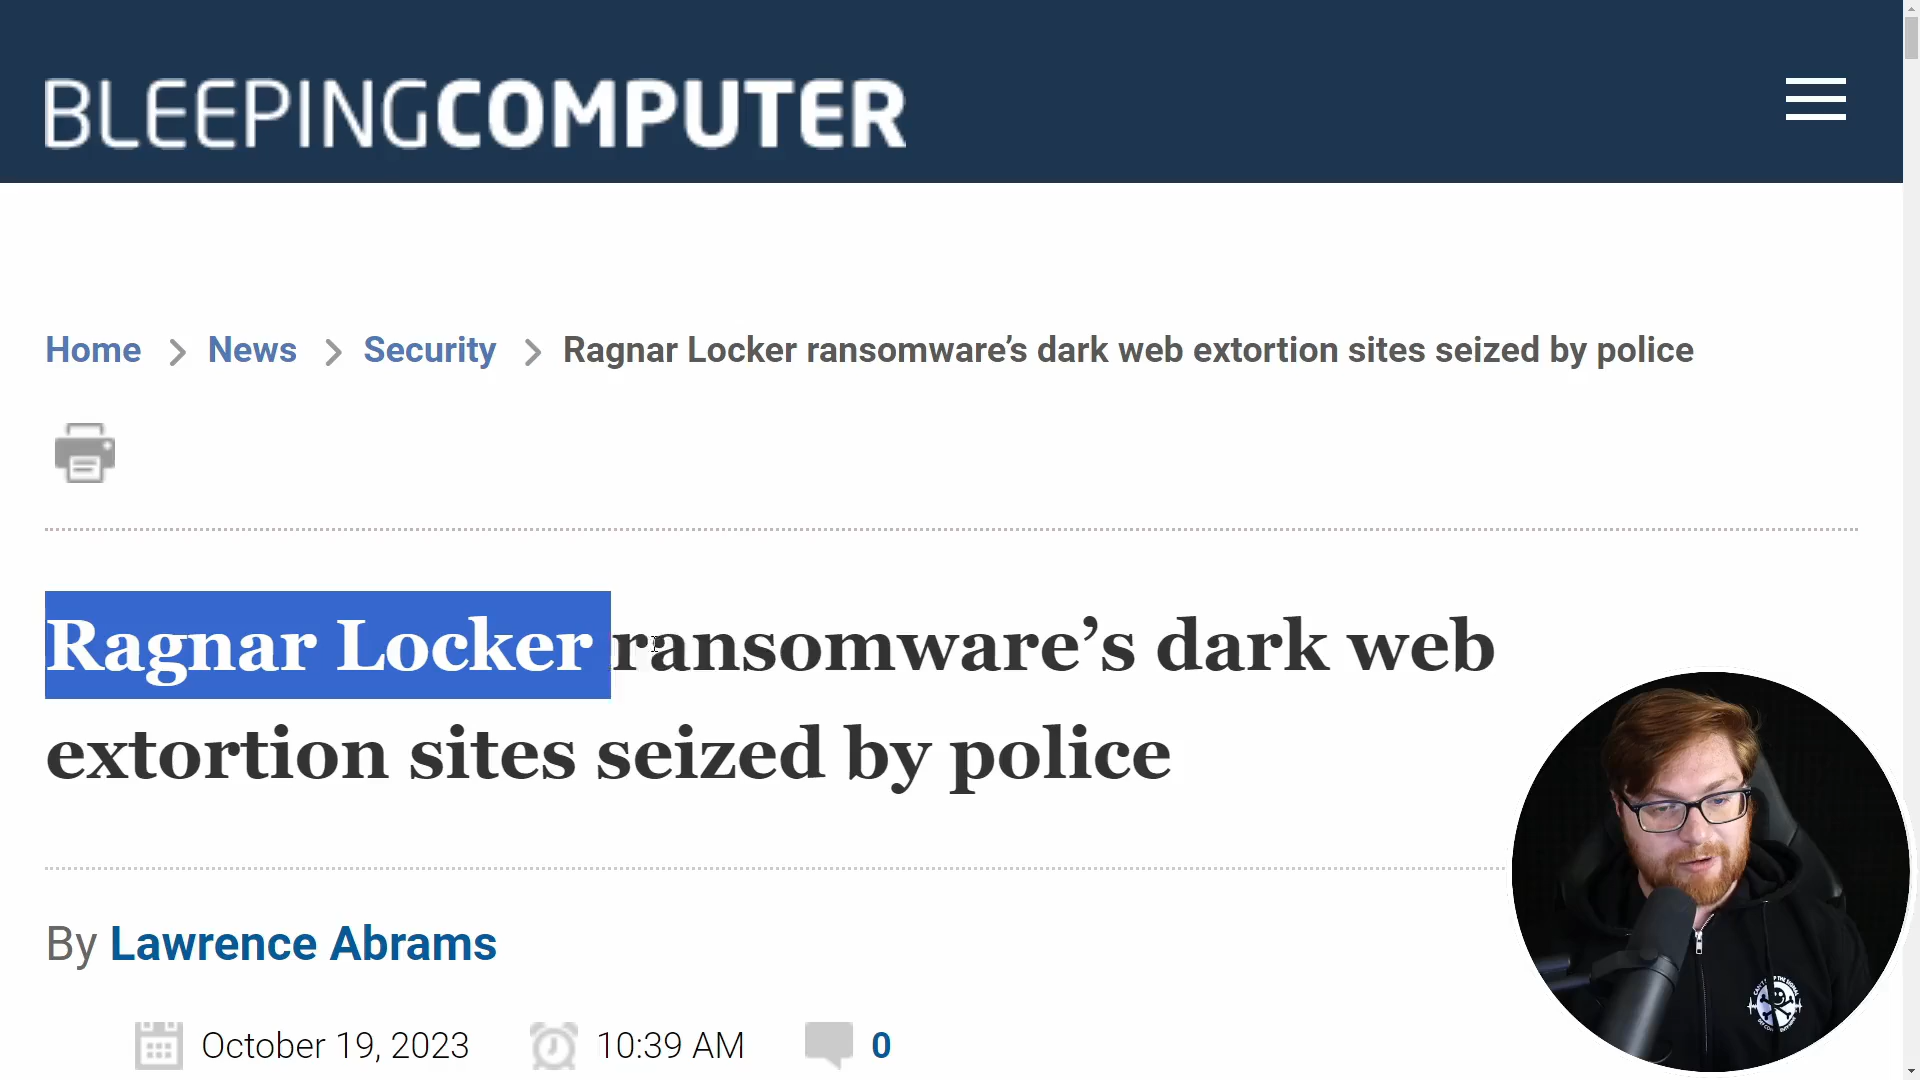 BLEEPINGCOMPUTER
Home > News > Security > Ragnar Locker ransomware’s dark web extortion sites seized by police
Ragnar Locker ransomware’s dark web
extortion sites seized by police
By Lawrence Abrams
October 19, 2023 10:39 AM 0